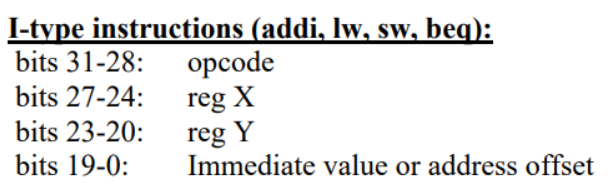 I-type instructions (addi, lw, sw, beq):
bits 31-28: opcode
bits 27-24: reg X
bits 23-20: reg Y
bits 19-0: Immediate value or address offset